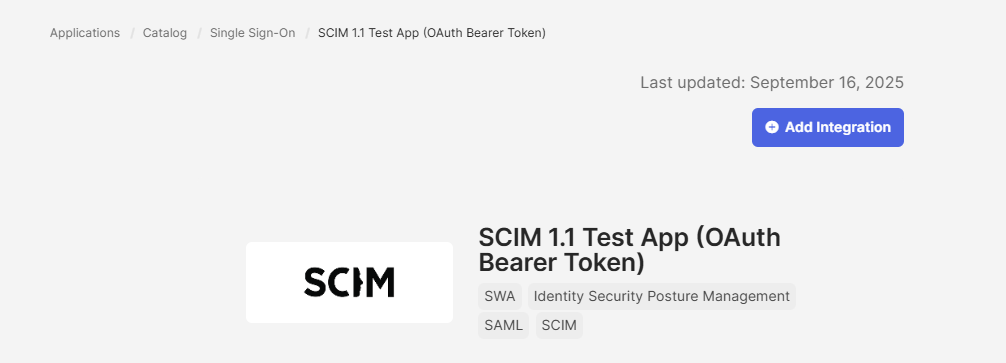 Applications / Catalog / Single Sign-On / SCIM 1.1 Test App (OAuth Bearer Token)
Last updated: September 16, 2025
Add Integration
SCIM
SCIM 1.1 Test App (OAuth
Bearer Token)
SWA Identity Security Posture Management
SAML SCIM